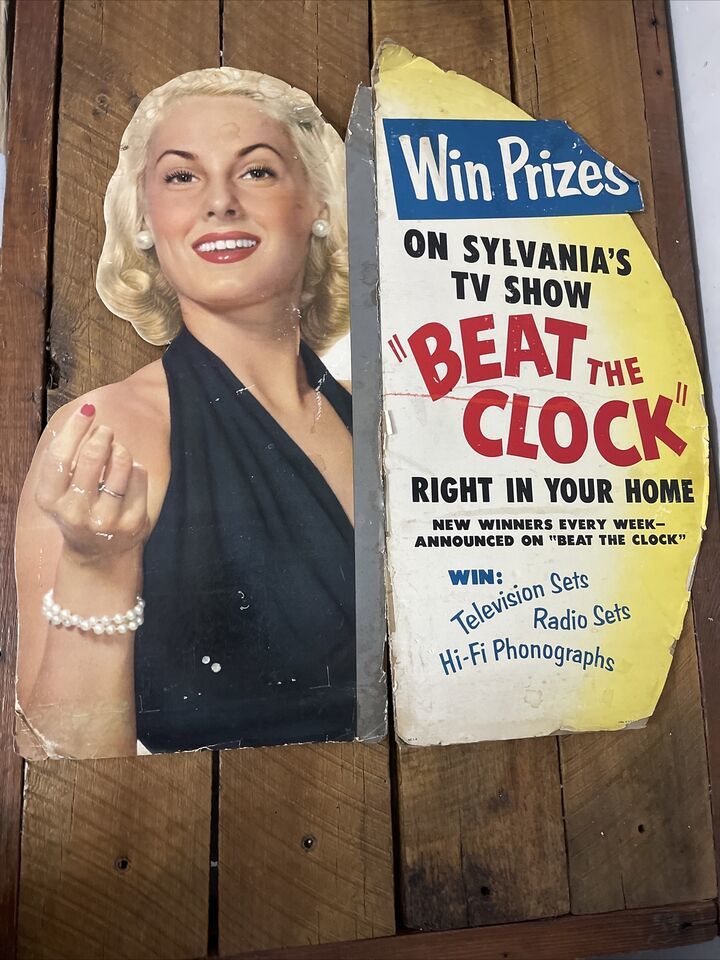 Win Prizes
ON SYLVANIA'S
TV SHOW
"BEAT THE
CLOCK"
RIGHT IN YOUR HOME
NEW WINNERS EVERY WEEK—
ANNOUNCED ON "BEAT THE CLOCK"
WIN:
Television Sets
Radio Sets
Hi-Fi Phonographs